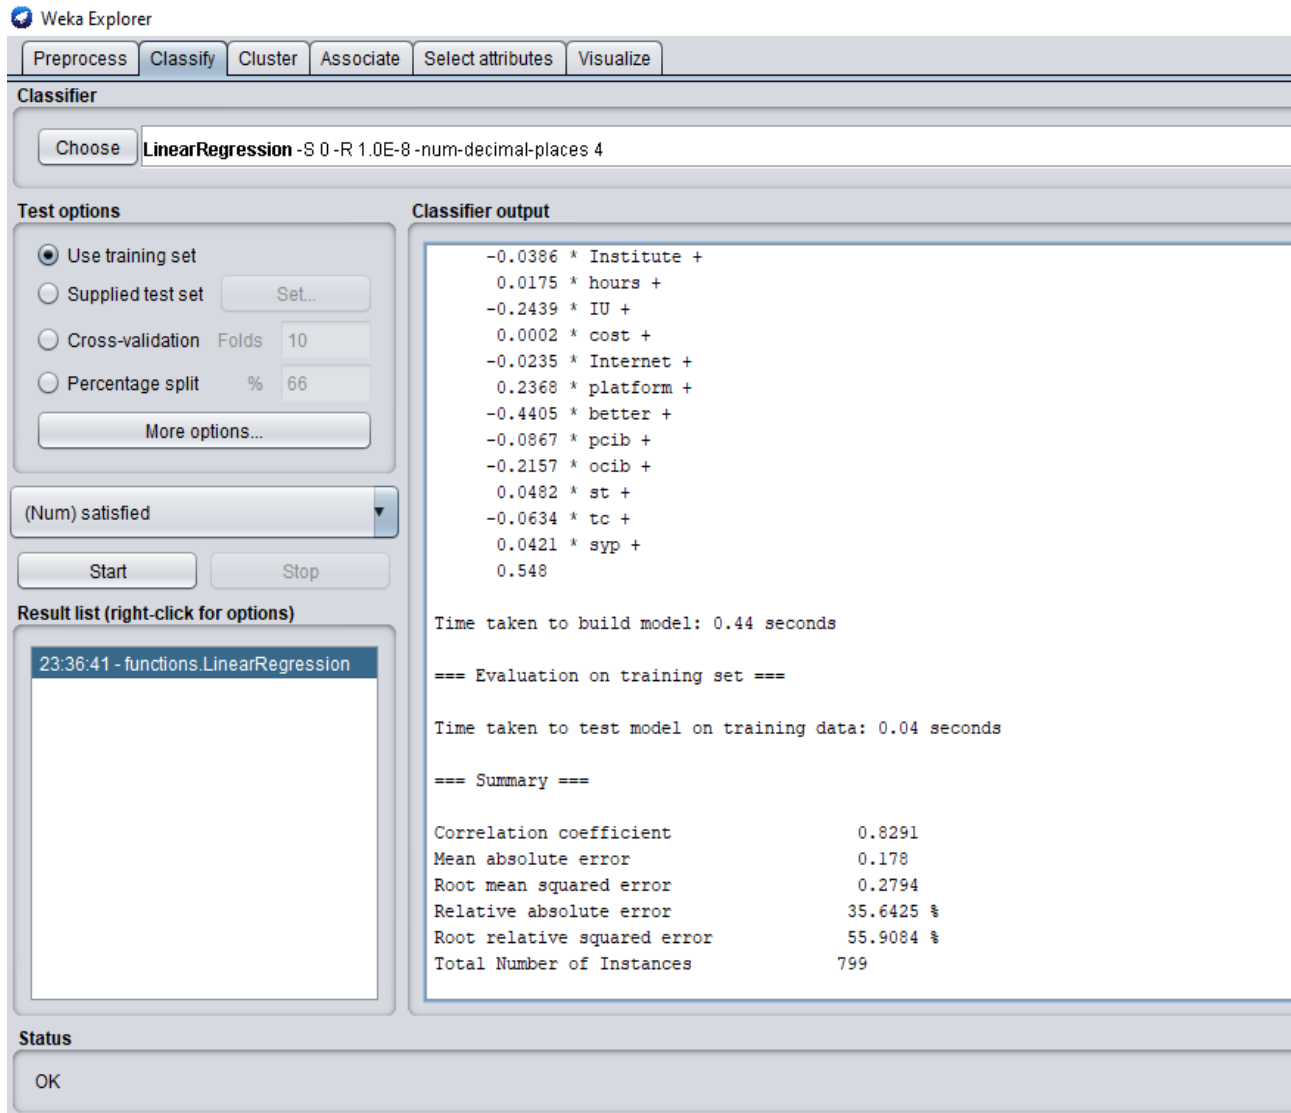 Weka Explorer
Preprocess Classify Cluster Associate Select attributes Visualize
Classifier
Choose LinearRegression -S 0 -R 1.0E-8 -num-decimal-places 4
Test options
Use training set
Supplied test set Set...
Cross-validation Folds 10
Percentage split % 66
More options...
(Num) satisfied
Start Stop
Result list (right-click for options)
23:36:41 - functions.LinearRegression
Classifier output
-0.0386 * Institute +
0.0175 * hours +
-0.2439 * IU +
0.0002 * cost +
-0.0235 * Internet +
0.2368 * platform +
-0.4405 * better +
-0.0867 * pcib +
-0.2157 * ocib +
0.0482 * st +
-0.0634 * tc +
0.0421 * syp +
0.548
Time taken to build model: 0.44 seconds
=== Evaluation on training set ===
Time taken to test model on training data: 0.04 seconds
=== Summary ===
Correlation coefficient 0.8291
Mean absolute error 0.178
Root mean squared error 0.2794
Relative absolute error 35.6425 %
Root relative squared error 55.9084 %
Total Number of Instances 799
Status
OK